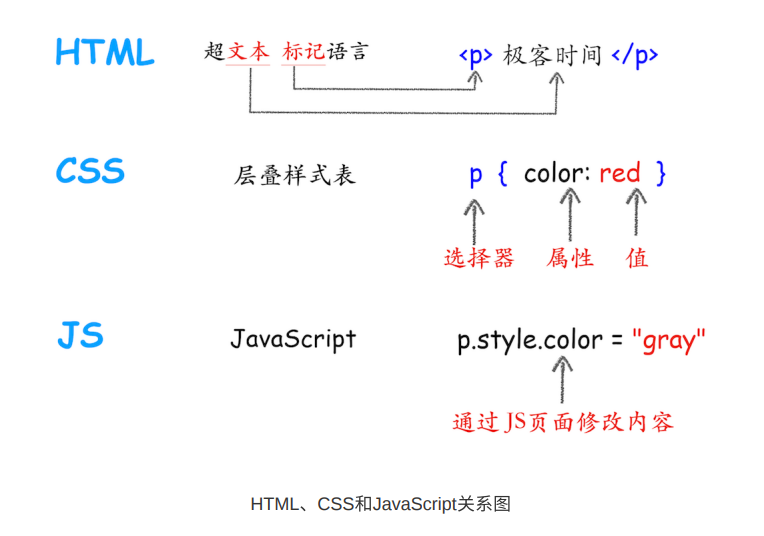 HTML 超文本 标记语言 <p> 极客时间 </p>
CSS 层叠样式表 p { color: red }
选择器 属性 值
JS JavaScript p.style.color = "gray"
通过JS页面修改内容
HTML、CSS和JavaScript关系图